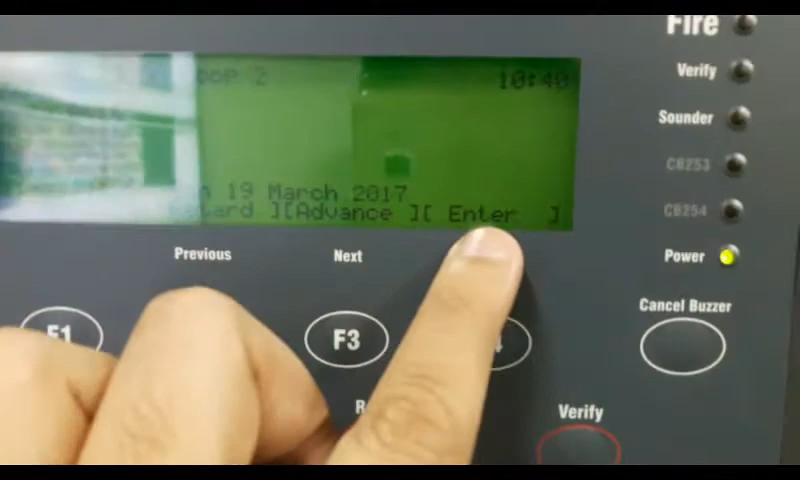 Fire
Verify
Sounder
CB253
CB254
Power
Cancel Buzzer
2 10:40
19 March 2017
][Advance ][ Enter ]
Previous Next
F1 F3
Verify